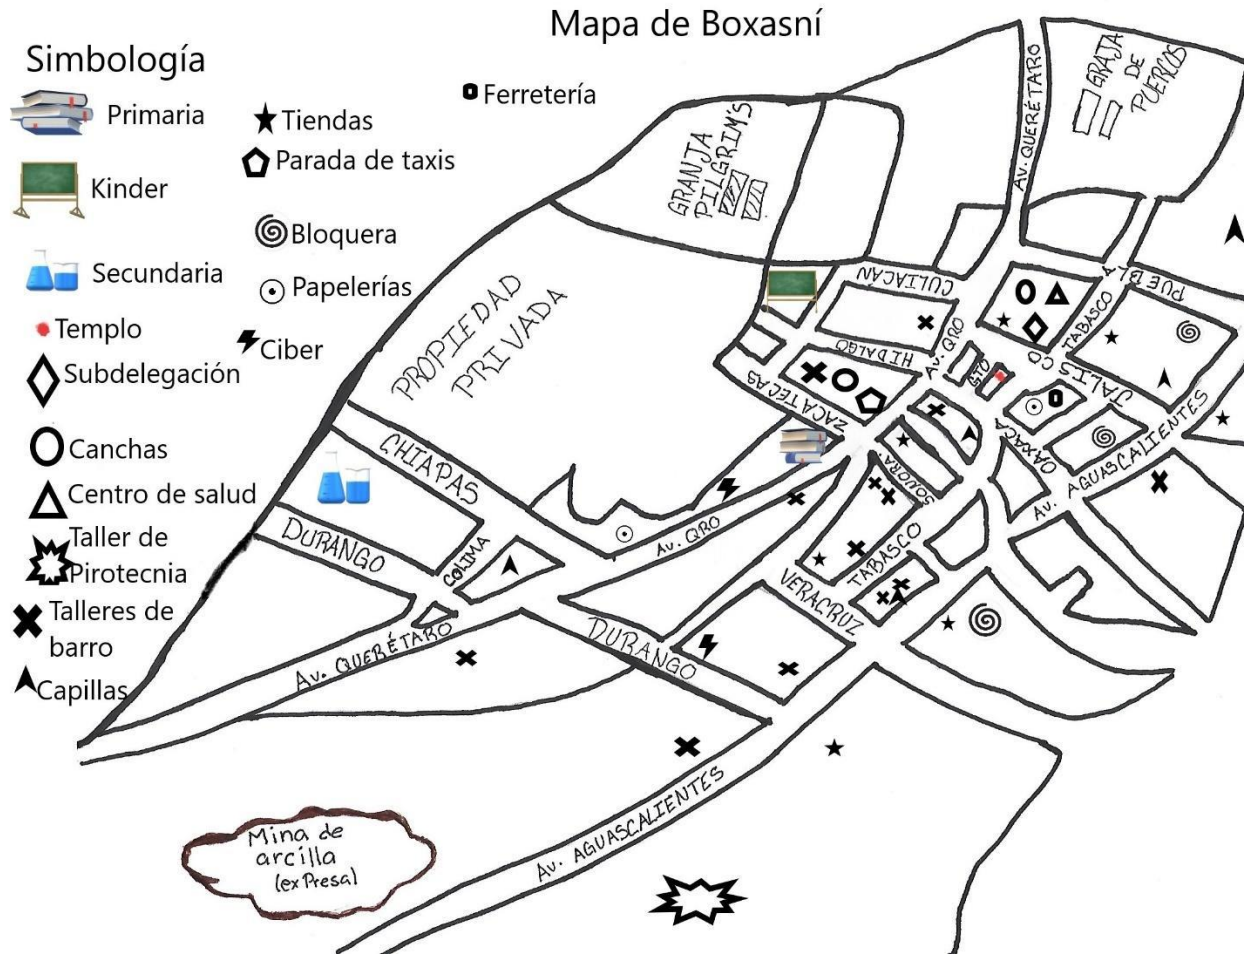 Mapa de Boxasní
Simbología
Primaria
Kinder
Secundaria
Templo
Subdelegación
Canchas
Centro de salud
Taller de
Pirotecnia
Talleres de
barro
Capillas
Ferretería
Tiendas
Parada de taxis
Bloquera
Papelerías
Ciber
GRANJA
PILGRIM'S
GRAJA
DE
PUERCOS
Av. QUERÉTARO
PROPIEDAD
PRIVADA
CULIACÁN
PUEBLA
TABASCO
HIDALGO
Av. QRO
GTO
JALISCO
ZACATECAS
OAXACA
Av. AGUASCALIENTES
SONORA
CHIAPAS
Av. QRO
DURANGO
COLIMA
TABASCO
VERACRUZ
DURANGO
Av. QUERÉTARO
Av. AGUASCALIENTES
Mina de
arcilla
(ex Presa)